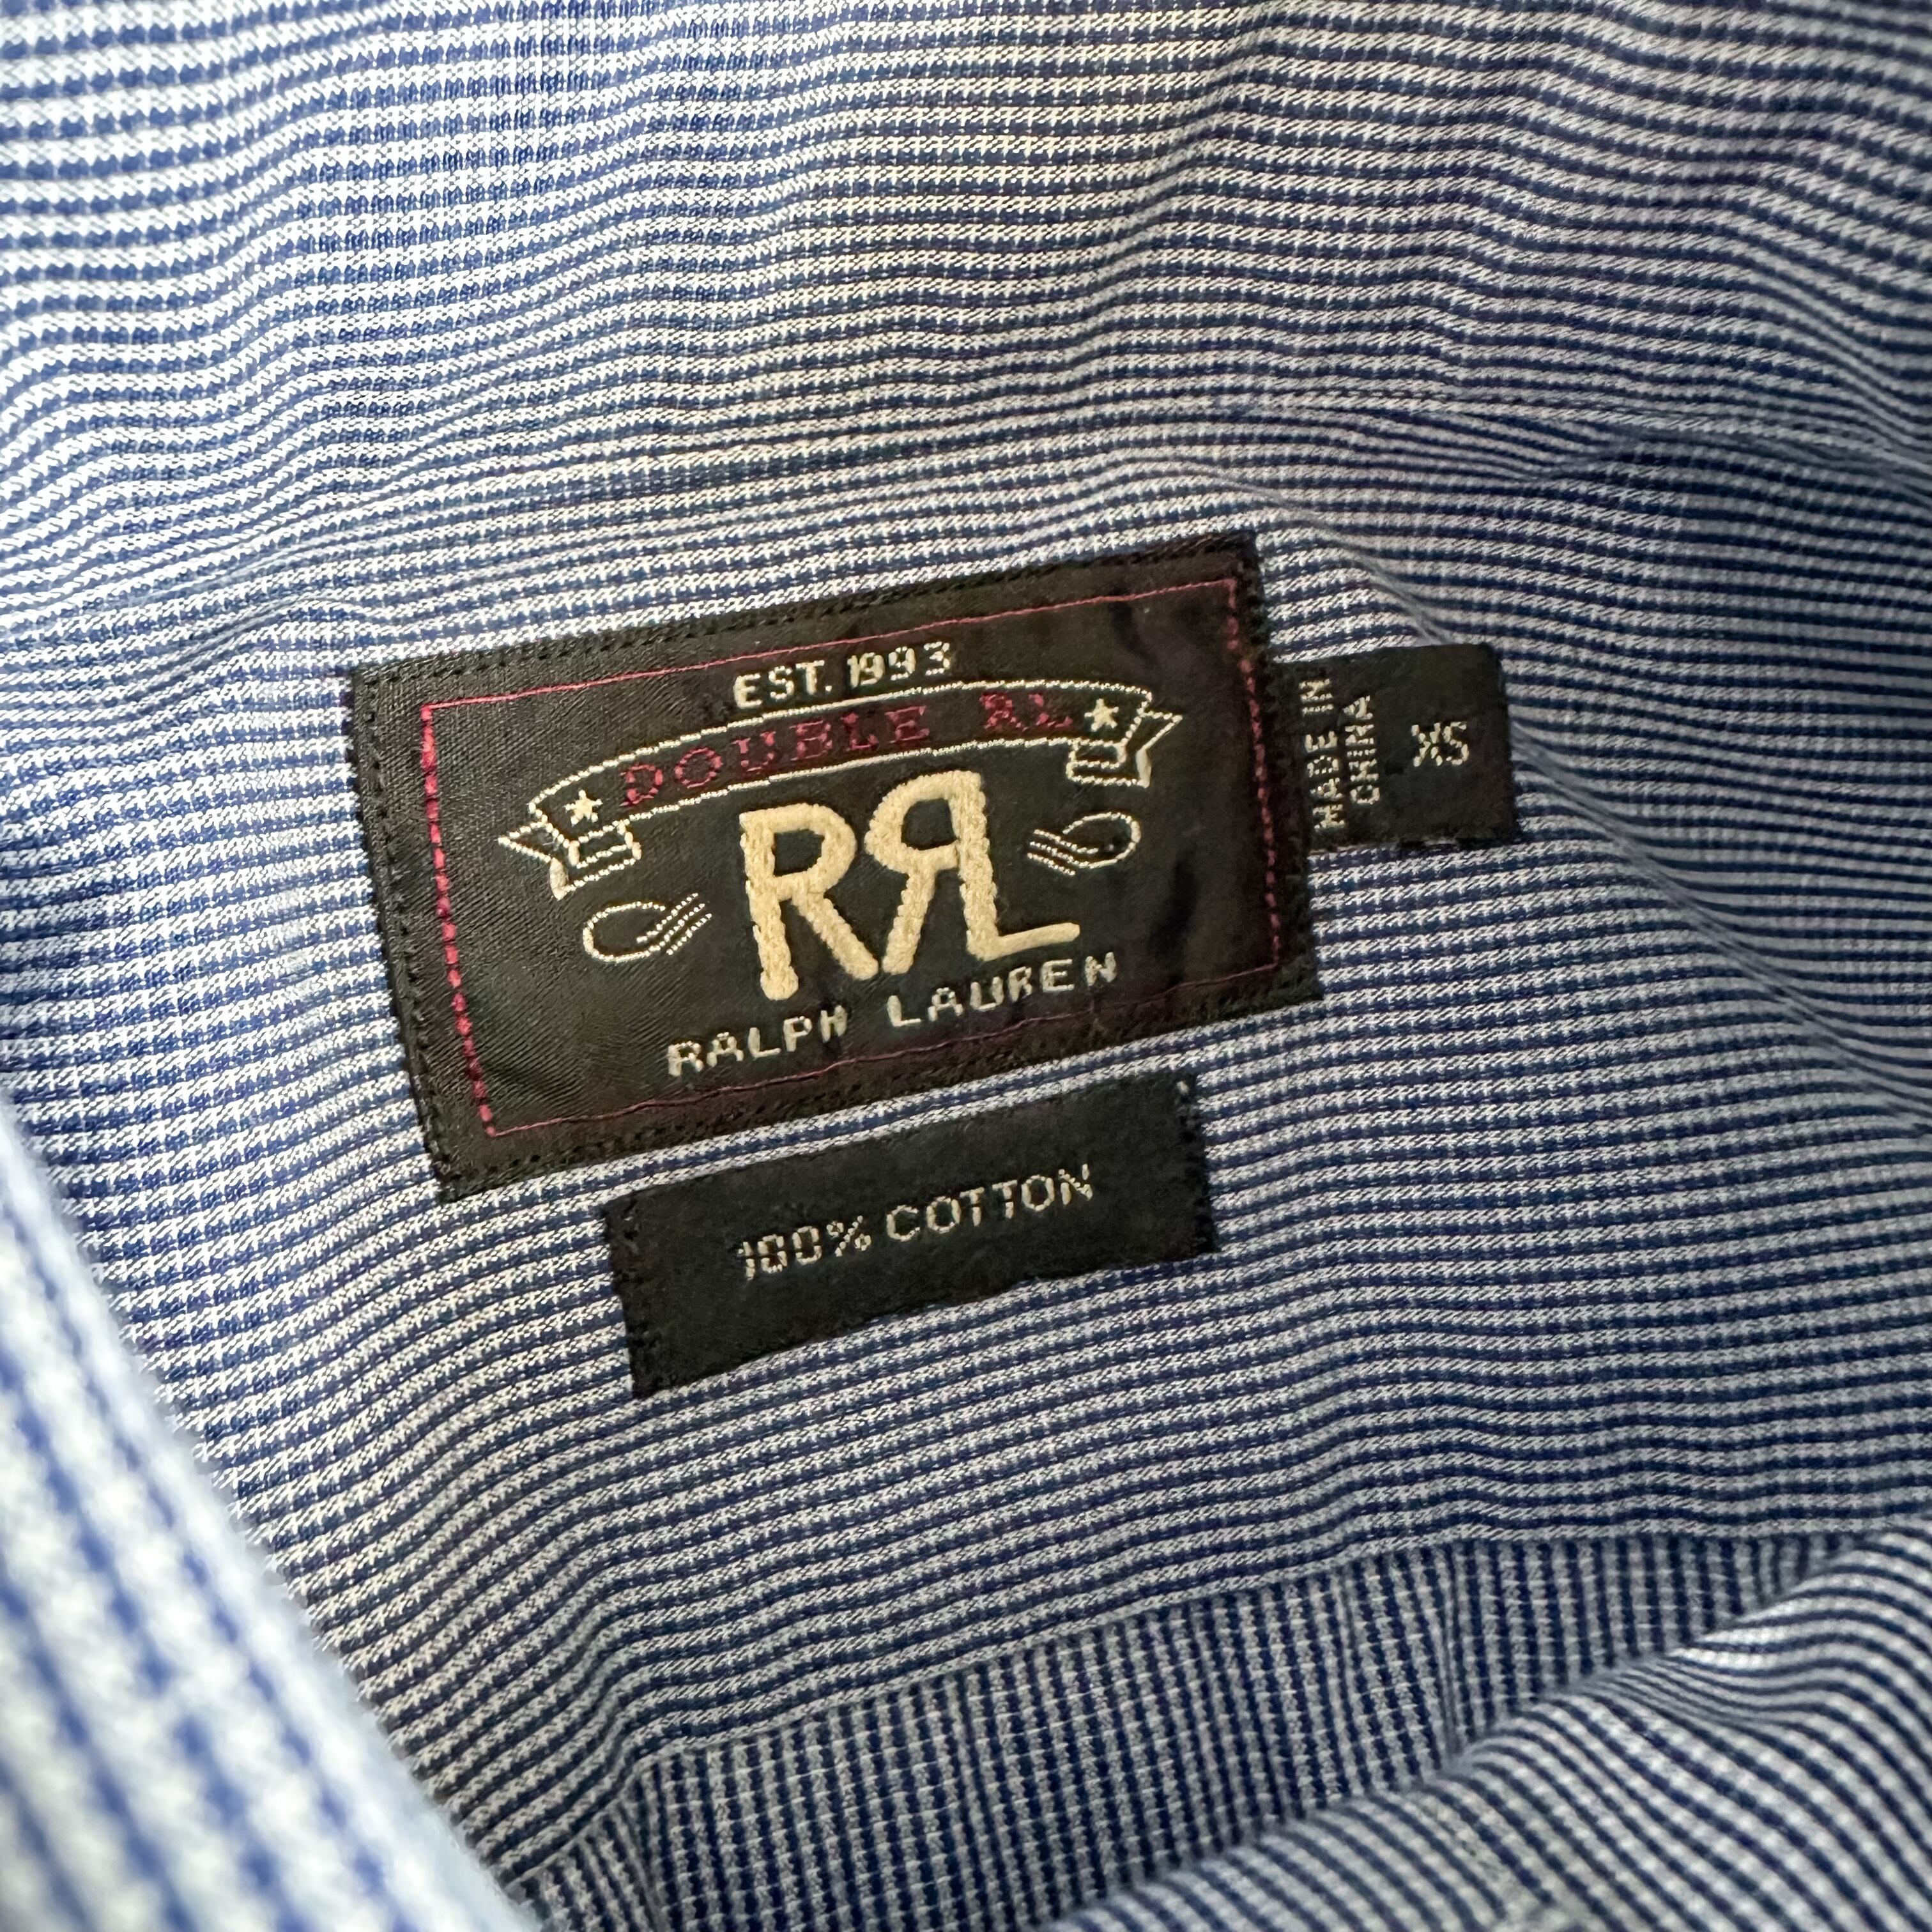 EST. 1993
DOUBLE RL
RRL
RALPH LAUREN
MADE IN
CHINA
XS
100% COTTON